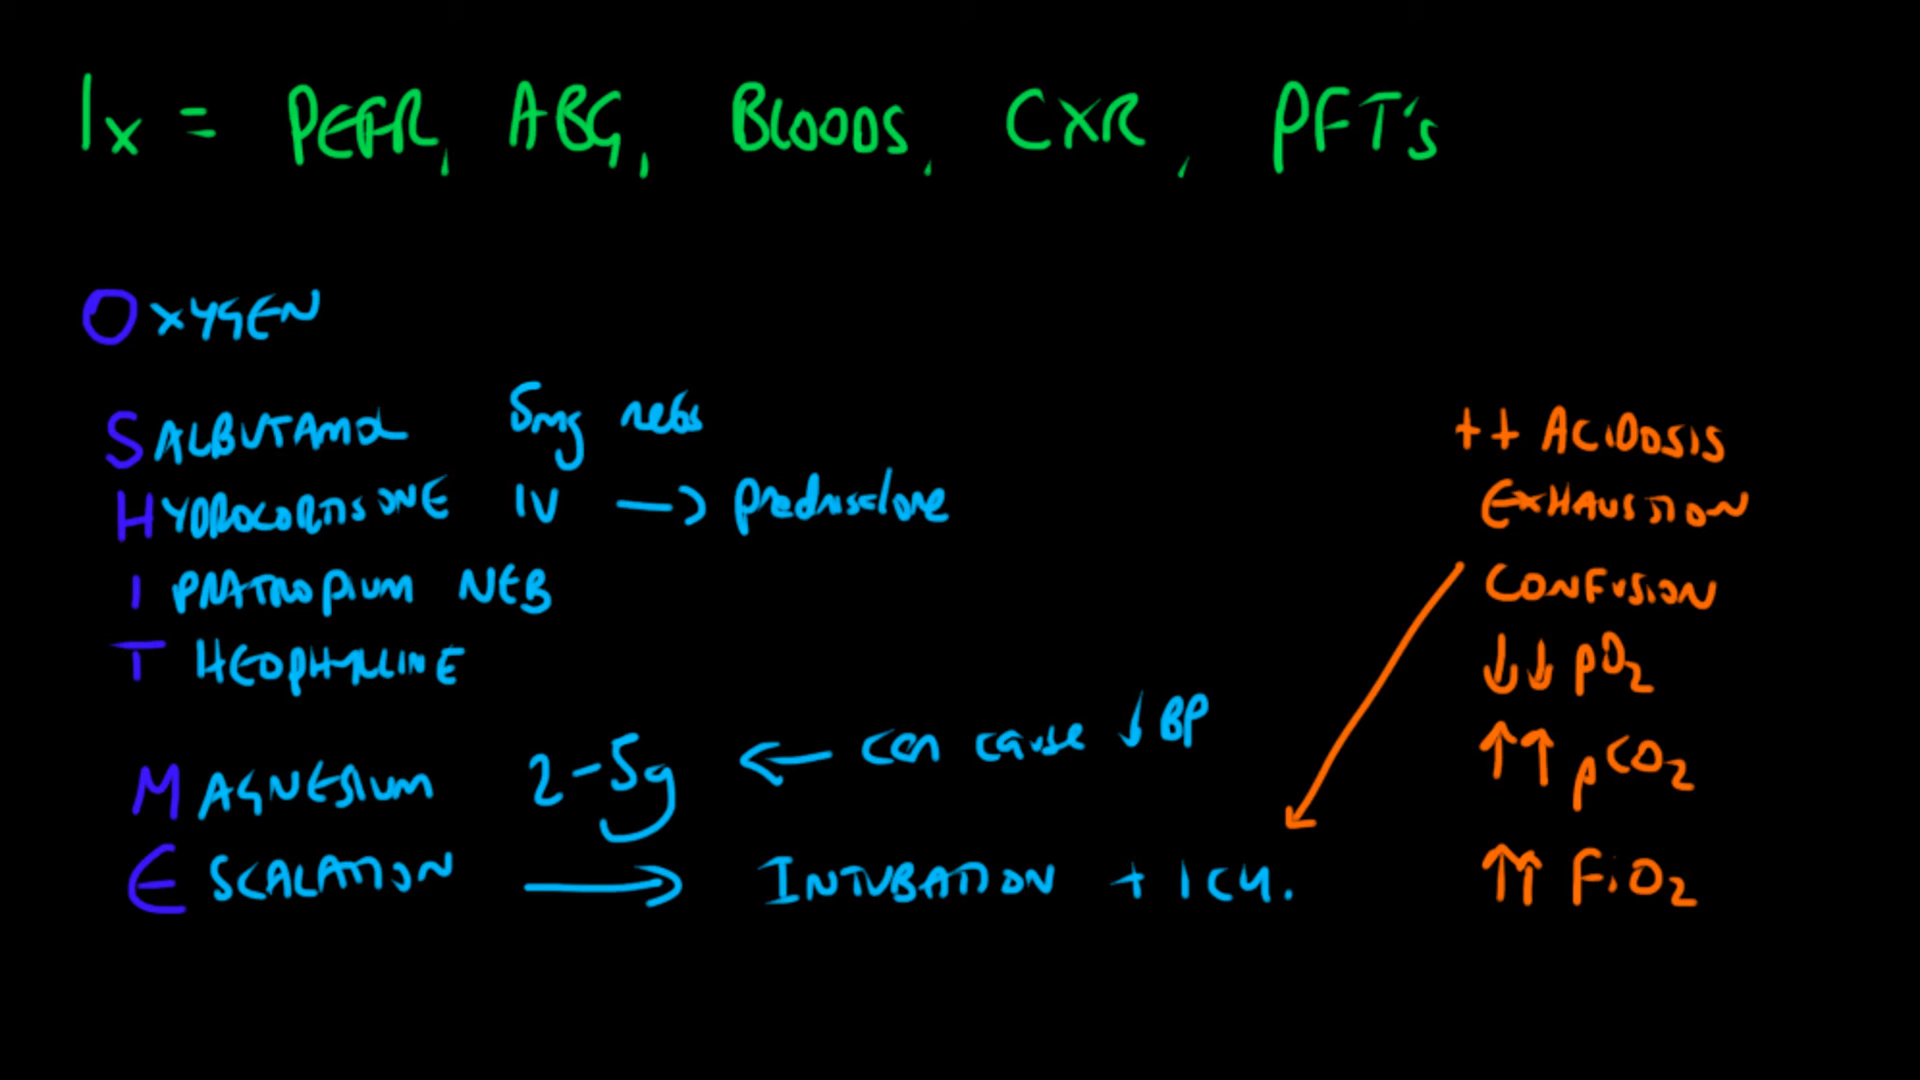 Ix = PEFR, ABG, BLOODS, CXR, PFT's
OXYGEN
SALBUTAMOL 5mg nebs
HYDROCORTISONE IV → prednisolone
IPRATROPIUM NEB
THEOPHYLLINE
MAGNESIUM 2-5g ← can cause ↓ BP
ESCALATION → INTUBATION + ICU.
++ ACIDOSIS
EXHAUSTION
CONFUSION
↓↓ pO2
↑↑ pCO2
↑↑ FiO2